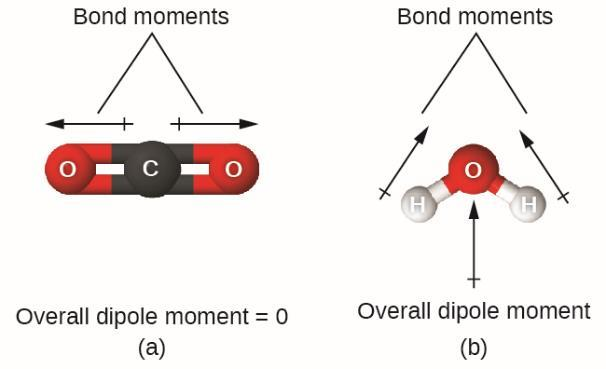 Bond moments
O C O
Overall dipole moment = 0
(a)
Bond moments
O
H H
Overall dipole moment
(b)